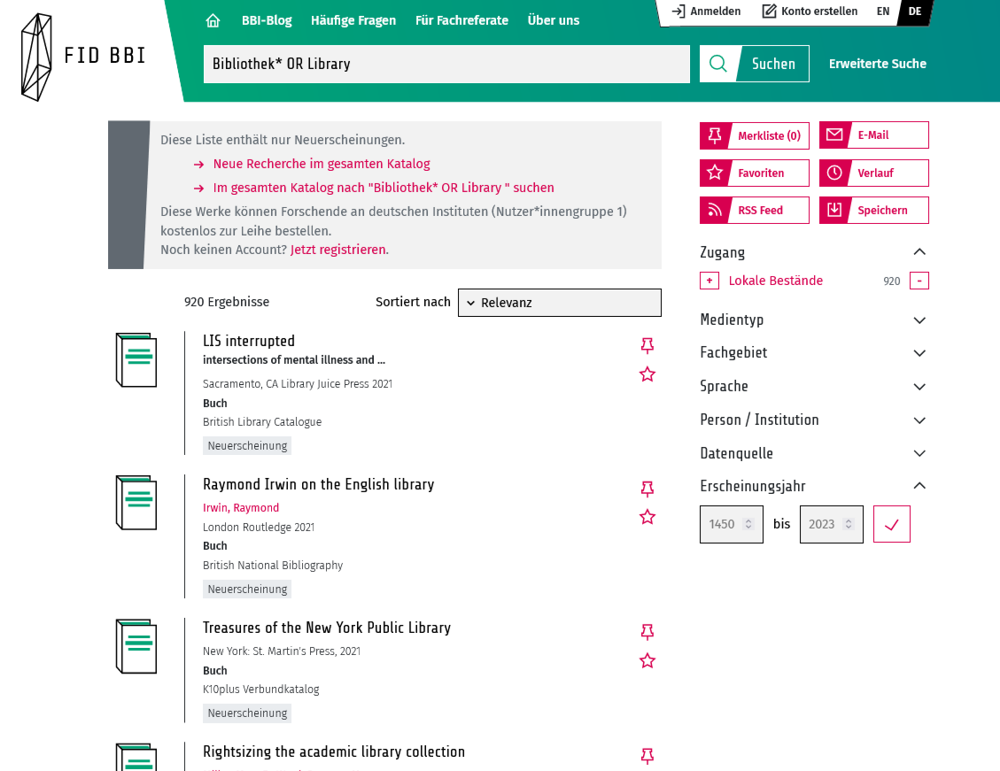 Anmelden
Konto erstellen
EN
DE
BBI-Blog
Häufige Fragen
Für Fachreferate
Über uns
FID BBI
Bibliothek* OR Library
Suchen
Erweiterte Suche
Diese Liste enthält nur Neuerscheinungen.
Neue Recherche im gesamten Katalog
Im gesamten Katalog nach "Bibliothek* OR Library " suchen
Diese Werke können Forschende an deutschen Instituten (Nutzer*innengruppe 1)
kostenlos zur Leihe bestellen.
Noch keinen Account? Jetzt registrieren.
920 Ergebnisse
Sortiert nach
Relevanz
LIS interrupted
intersections of mental illness and ...
Sacramento, CA Library Juice Press 2021
Buch
British Library Catalogue
Neuerscheinung
Raymond Irwin on the English library
Irwin, Raymond
London Routledge 2021
Buch
British National Bibliography
Neuerscheinung
Treasures of the New York Public Library
New York: St. Martin's Press, 2021
Buch
K10plus Verbundkatalog
Neuerscheinung
Rightsizing the academic library collection
Merkliste (0)
E-Mail
Favoriten
Verlauf
RSS Feed
Speichern
Zugang
+ Lokale Bestände 920 -
Medientyp
Fachgebiet
Sprache
Person / Institution
Datenquelle
Erscheinungsjahr
1450 bis 2023